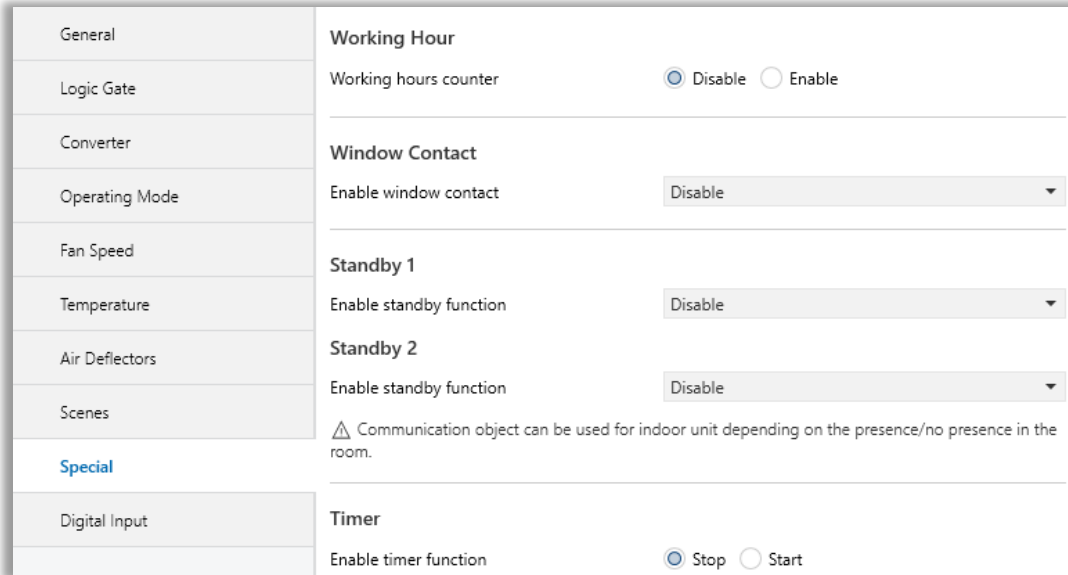 General
Logic Gate
Converter
Operating Mode
Fan Speed
Temperature
Air Deflectors
Scenes
Special
Digital Input
Working Hour
Working hours counter Disable Enable
Window Contact
Enable window contact Disable
Standby 1
Enable standby function Disable
Standby 2
Enable standby function Disable
Communication object can be used for indoor unit depending on the presence/no presence in the
room.
Timer
Enable timer function Stop Start